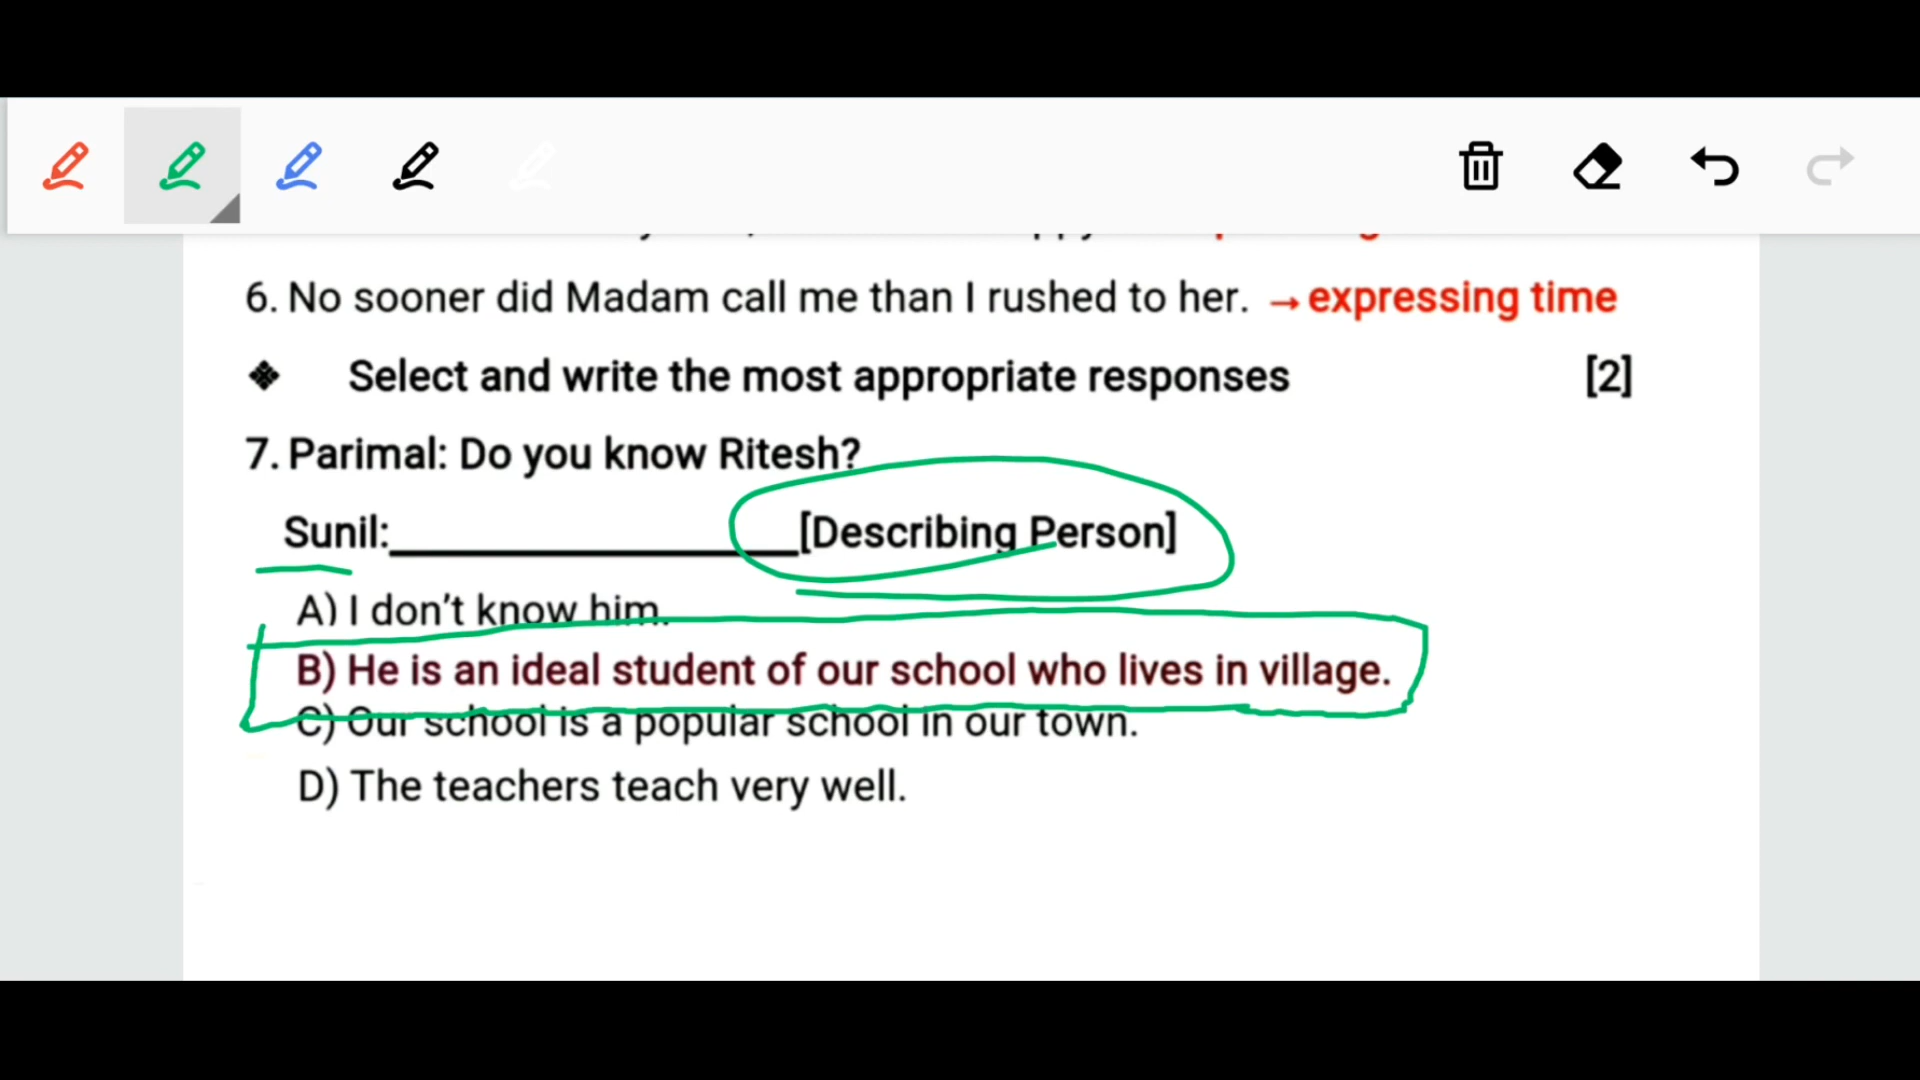 6. No sooner did Madam call me than I rushed to her. →expressing time
❖ Select and write the most appropriate responses [2]
7. Parimal: Do you know Ritesh?
Sunil:__________________[Describing Person]
A) I don’t know him.
B) He is an ideal student of our school who lives in village.
C) Our school is a popular school in our town.
D) The teachers teach very well.